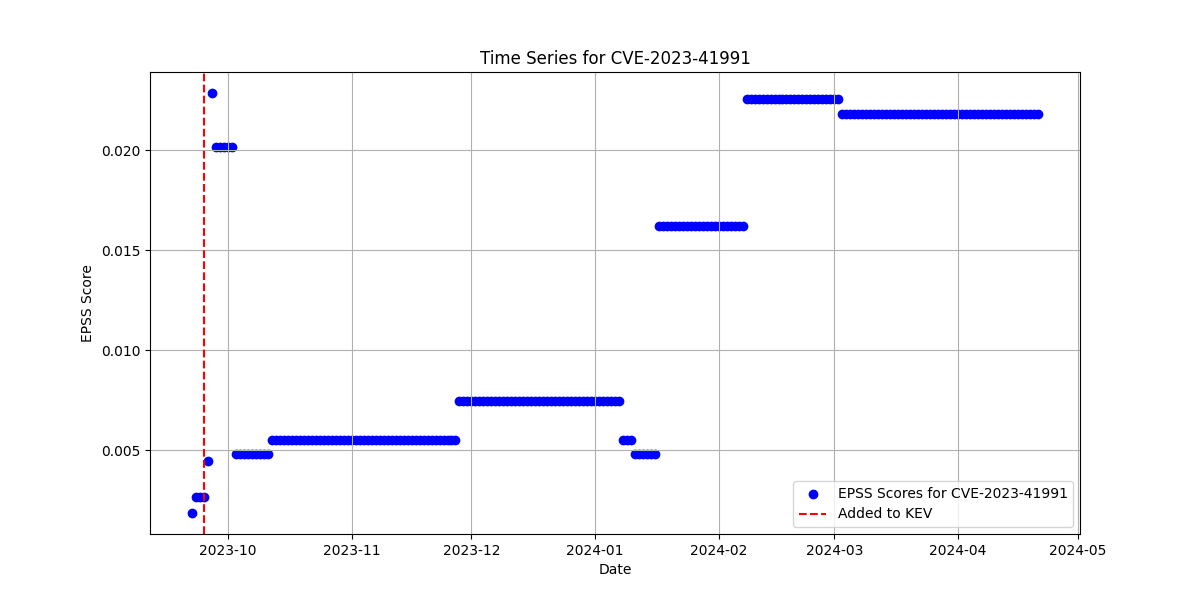 Time Series for CVE-2023-41991
EPSS Score
0.020
0.015
0.010
0.005
EPSS Scores for CVE-2023-41991
Added to KEV
2023-10 2023-11 2023-12 2024-01 2024-02 2024-03 2024-04 2024-05
Date